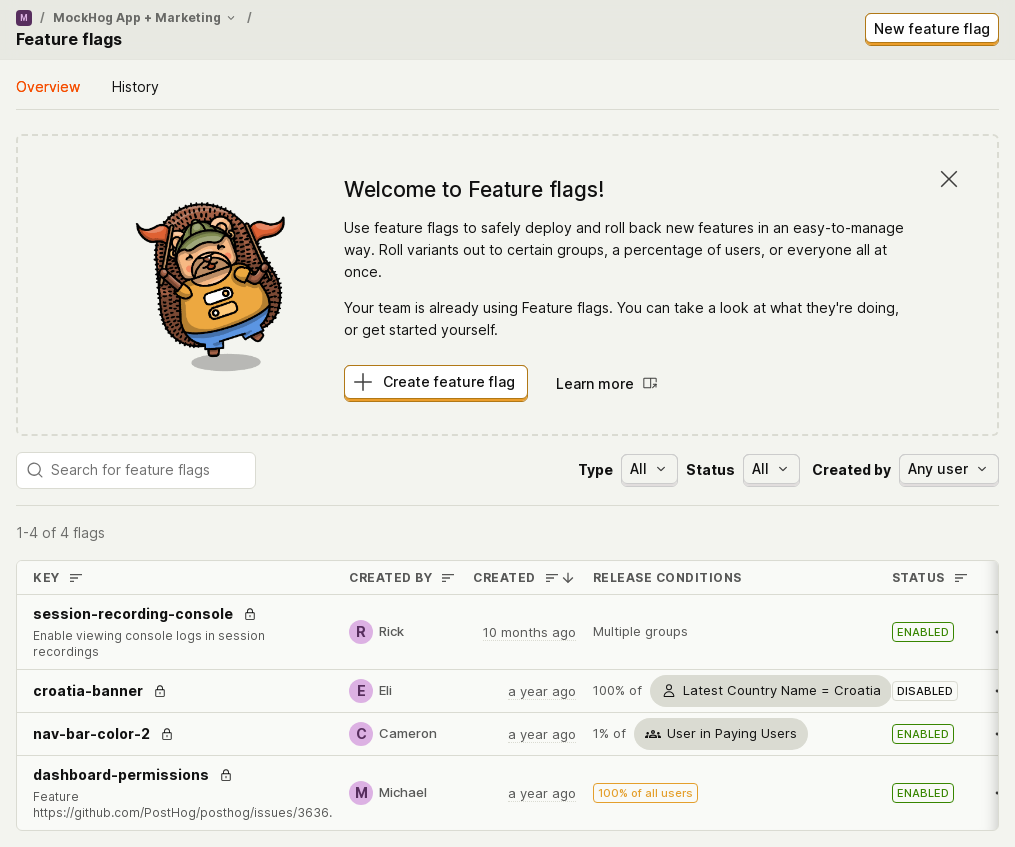 M / MockHog App + Marketing /
Feature flags
New feature flag
Overview History
Welcome to Feature flags!
Use feature flags to safely deploy and roll back new features in an easy-to-manage
way. Roll variants out to certain groups, a percentage of users, or everyone all at
once.
Your team is already using Feature flags. You can take a look at what they're doing,
or get started yourself.
Create feature flag Learn more
Search for feature flags
Type All Status All Created by Any user
1-4 of 4 flags
KEY CREATED BY CREATED RELEASE CONDITIONS STATUS
session-recording-console
Enable viewing console logs in session
recordings
R Rick 10 months ago Multiple groups ENABLED
croatia-banner E Eli a year ago 100% of Latest Country Name = Croatia DISABLED
nav-bar-color-2 C Cameron a year ago 1% of User in Paying Users ENABLED
dashboard-permissions
Feature
https://github.com/PostHog/posthog/issues/3636.
M Michael a year ago 100% of all users ENABLED